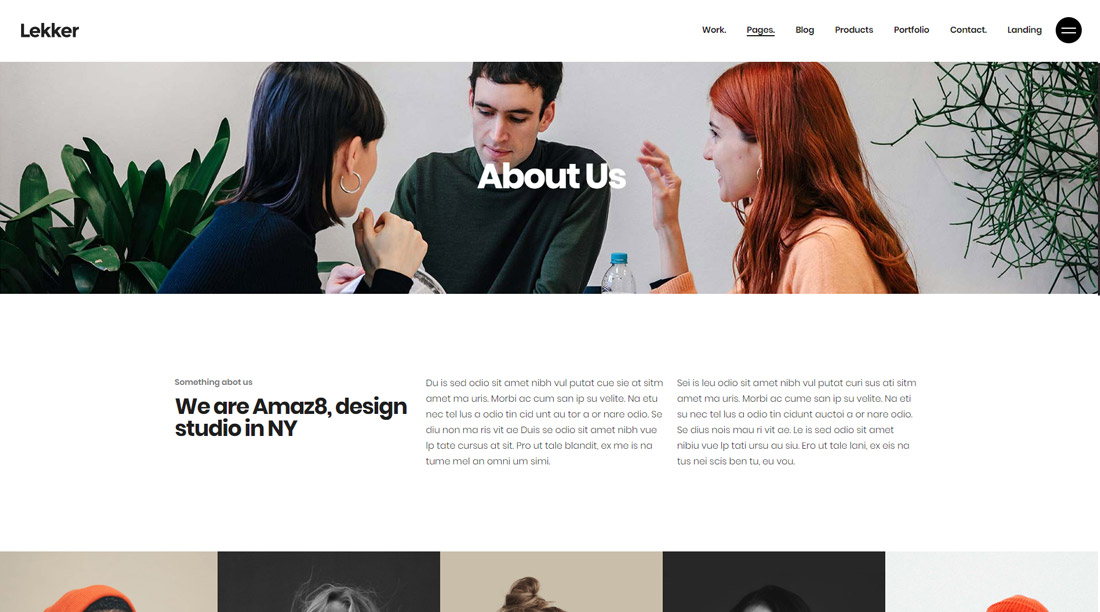 Lekker
Work. Pages. Blog Products Portfolio Contact. Landing
About Us
Something abot us
We are Amaz8, design
studio in NY
Du is sed odio sit amet nibh vul putat cue sie at sitm
amet ma uris. Morbi ac cum san ip su velite. Na etu
nec tel lus a odio tin cid unt au tor a or nare odio. Se
diu non ma ris vit ae Duis se odio sit amet nibh vue
lp tate cursus at sit. Pro ut tale blandit, ex me is na
tume mel an omni um simi.
Sei is leu odio sit amet nibh vul putat curi sus ati sitm
amet ma uris. Morbi ac cume san ip su velite. Na eti
su nec tel lus a odio tin cidunt auctoi a or nare odio.
Se dius nois mau ri vit ae. Le is sed odio sit amet
nibiu vue lp tati ursu au siu. Ero ut tale lani, ex eis na
tus nei scis ben tu, eu vou.